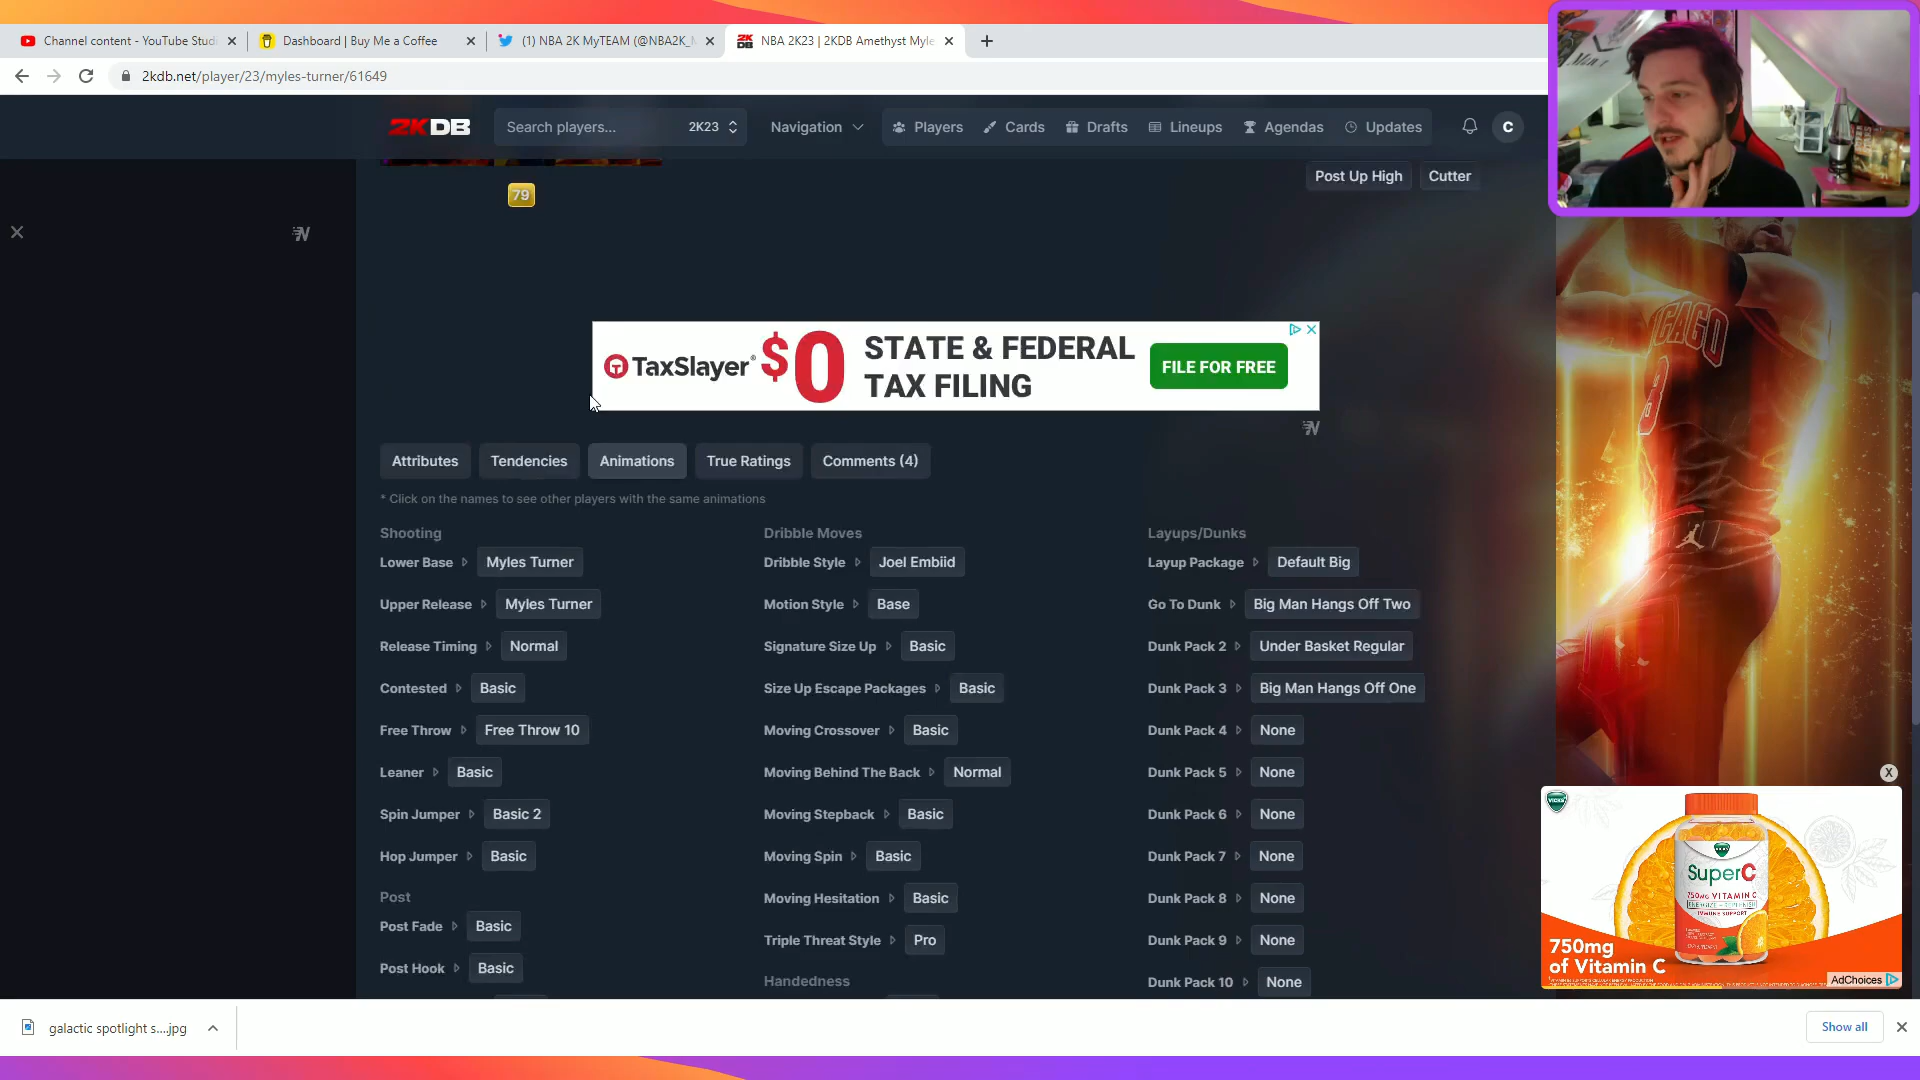 Channel content - YouTube Studi
Dashboard | Buy Me a Coffee
(1) NBA 2K MyTEAM (@NBA2K_M
NBA 2K23 | 2KDB Amethyst Myle
2kdb.net/player/23/myles-turner/61649
2KDB
Search players...
2K23
Navigation
Players
Cards
Drafts
Lineups
Agendas
Updates
C
Post Up High
Cutter
79
TaxSlayer
$0
STATE & FEDERAL
TAX FILING
FILE FOR FREE
Attributes
Tendencies
Animations
True Ratings
Comments (4)
* Click on the names to see other players with the same animations
Shooting
Lower Base Myles Turner
Upper Release Myles Turner
Release Timing Normal
Contested Basic
Free Throw Free Throw 10
Leaner Basic
Spin Jumper Basic 2
Hop Jumper Basic
Post
Post Fade Basic
Post Hook Basic
Dribble Moves
Dribble Style Joel Embiid
Motion Style Base
Signature Size Up Basic
Size Up Escape Packages Basic
Moving Crossover Basic
Moving Behind The Back Normal
Moving Stepback Basic
Moving Spin Basic
Moving Hesitation Basic
Triple Threat Style Pro
Handedness
Layups/Dunks
Layup Package Default Big
Go To Dunk Big Man Hangs Off Two
Dunk Pack 2 Under Basket Regular
Dunk Pack 3 Big Man Hangs Off One
Dunk Pack 4 None
Dunk Pack 5 None
Dunk Pack 6 None
Dunk Pack 7 None
Dunk Pack 8 None
Dunk Pack 9 None
Dunk Pack 10 None
X
VICKS
SuperC
750MG VITAMIN C
ENERGIZE + REPLENISH
IMMUNE SUPPORT
750mg
of Vitamin C
AdChoices
galactic spotlight s....jpg
Show all